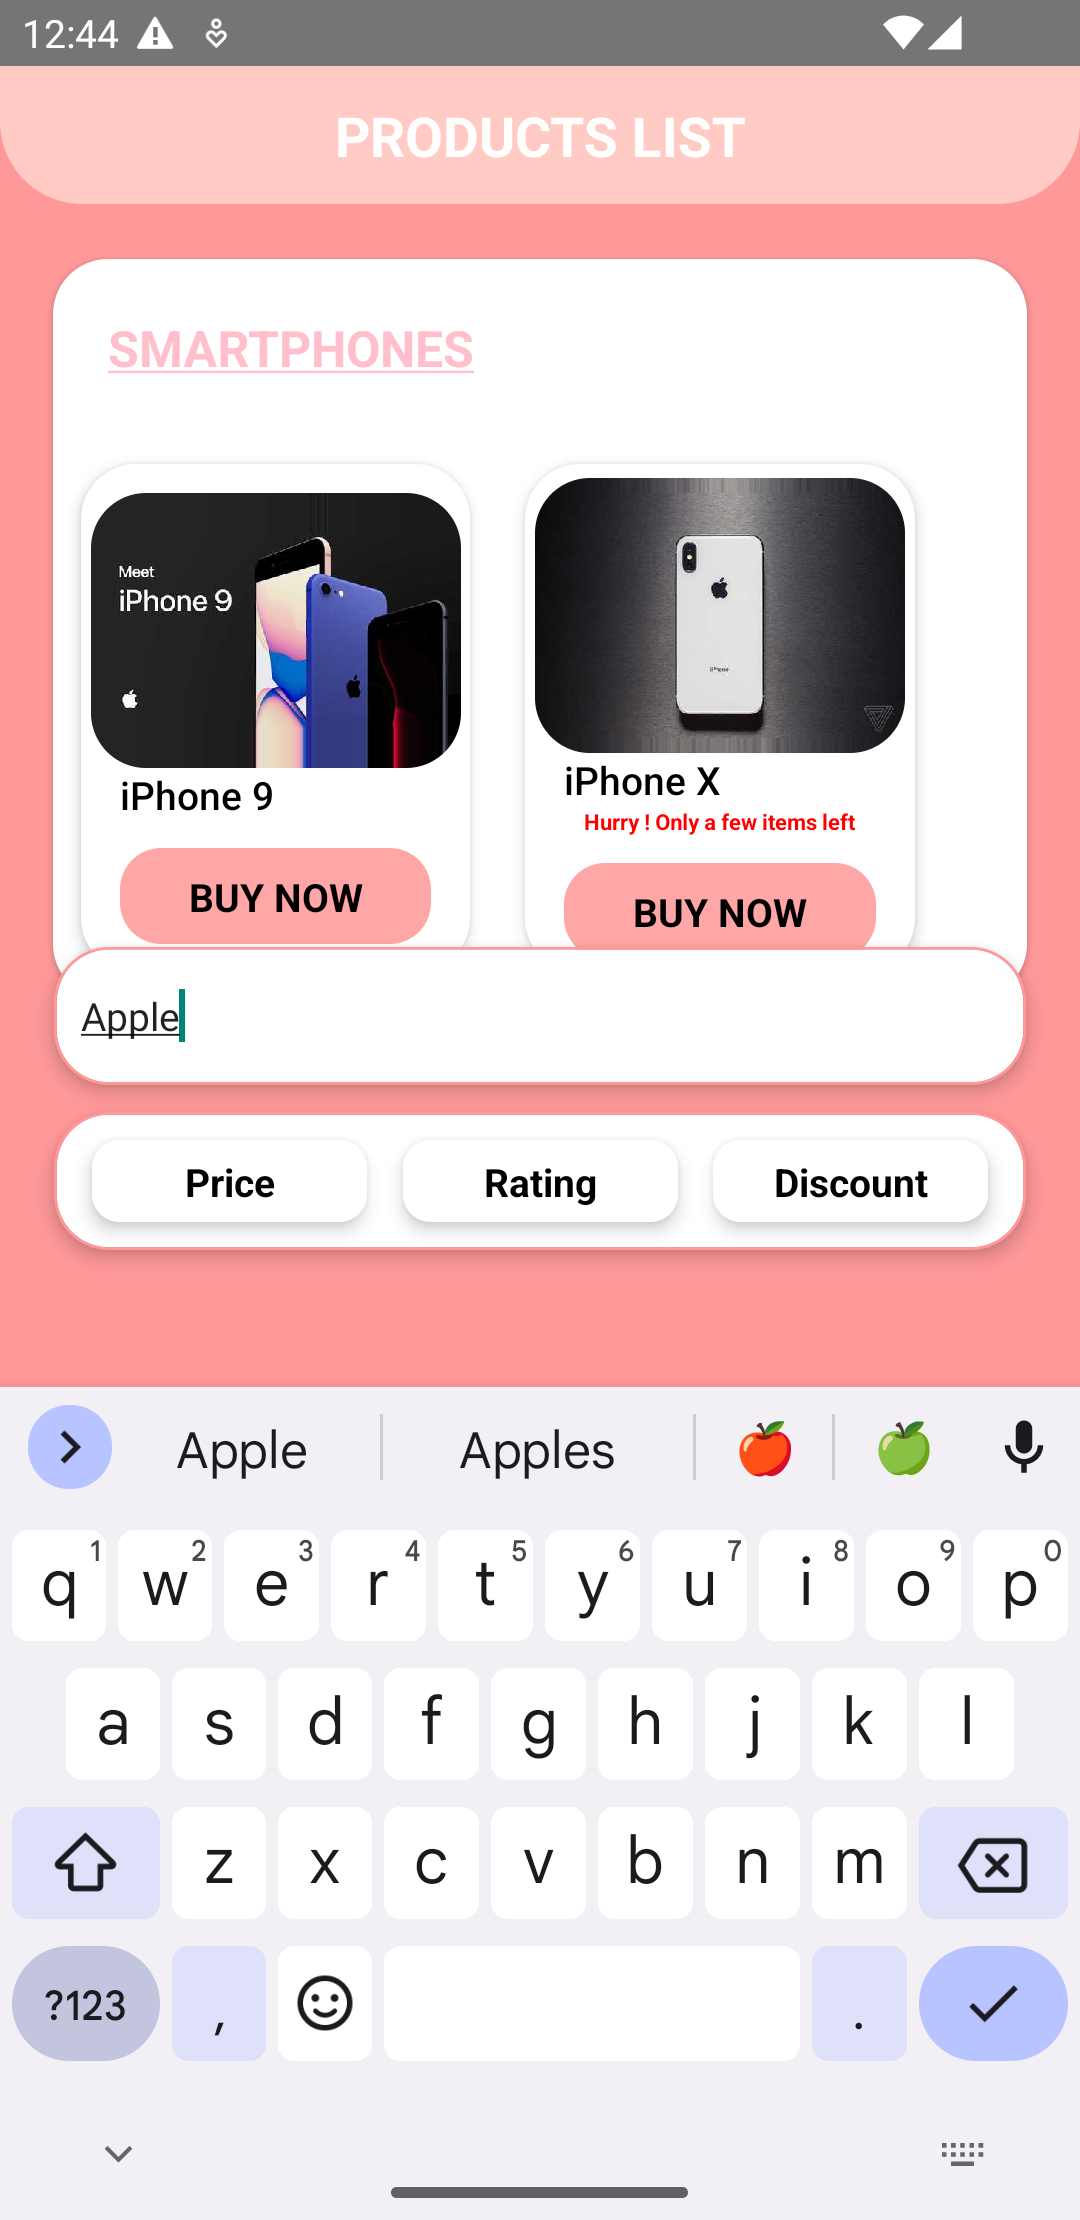 12:44
PRODUCTS LIST
SMARTPHONES
Meet
iPhone 9
iPhone
iPhone 9
iPhone X
Hurry ! Only a few items left
BUY NOW
BUY NOW
Apple
Price
Rating
Discount
Apple
Apples
q 1 w 2 e 3 r 4 t 5 y 6 u 7 i 8 o 9 p 0
a s d f g h j k l
z x c v b n m
?123 , .